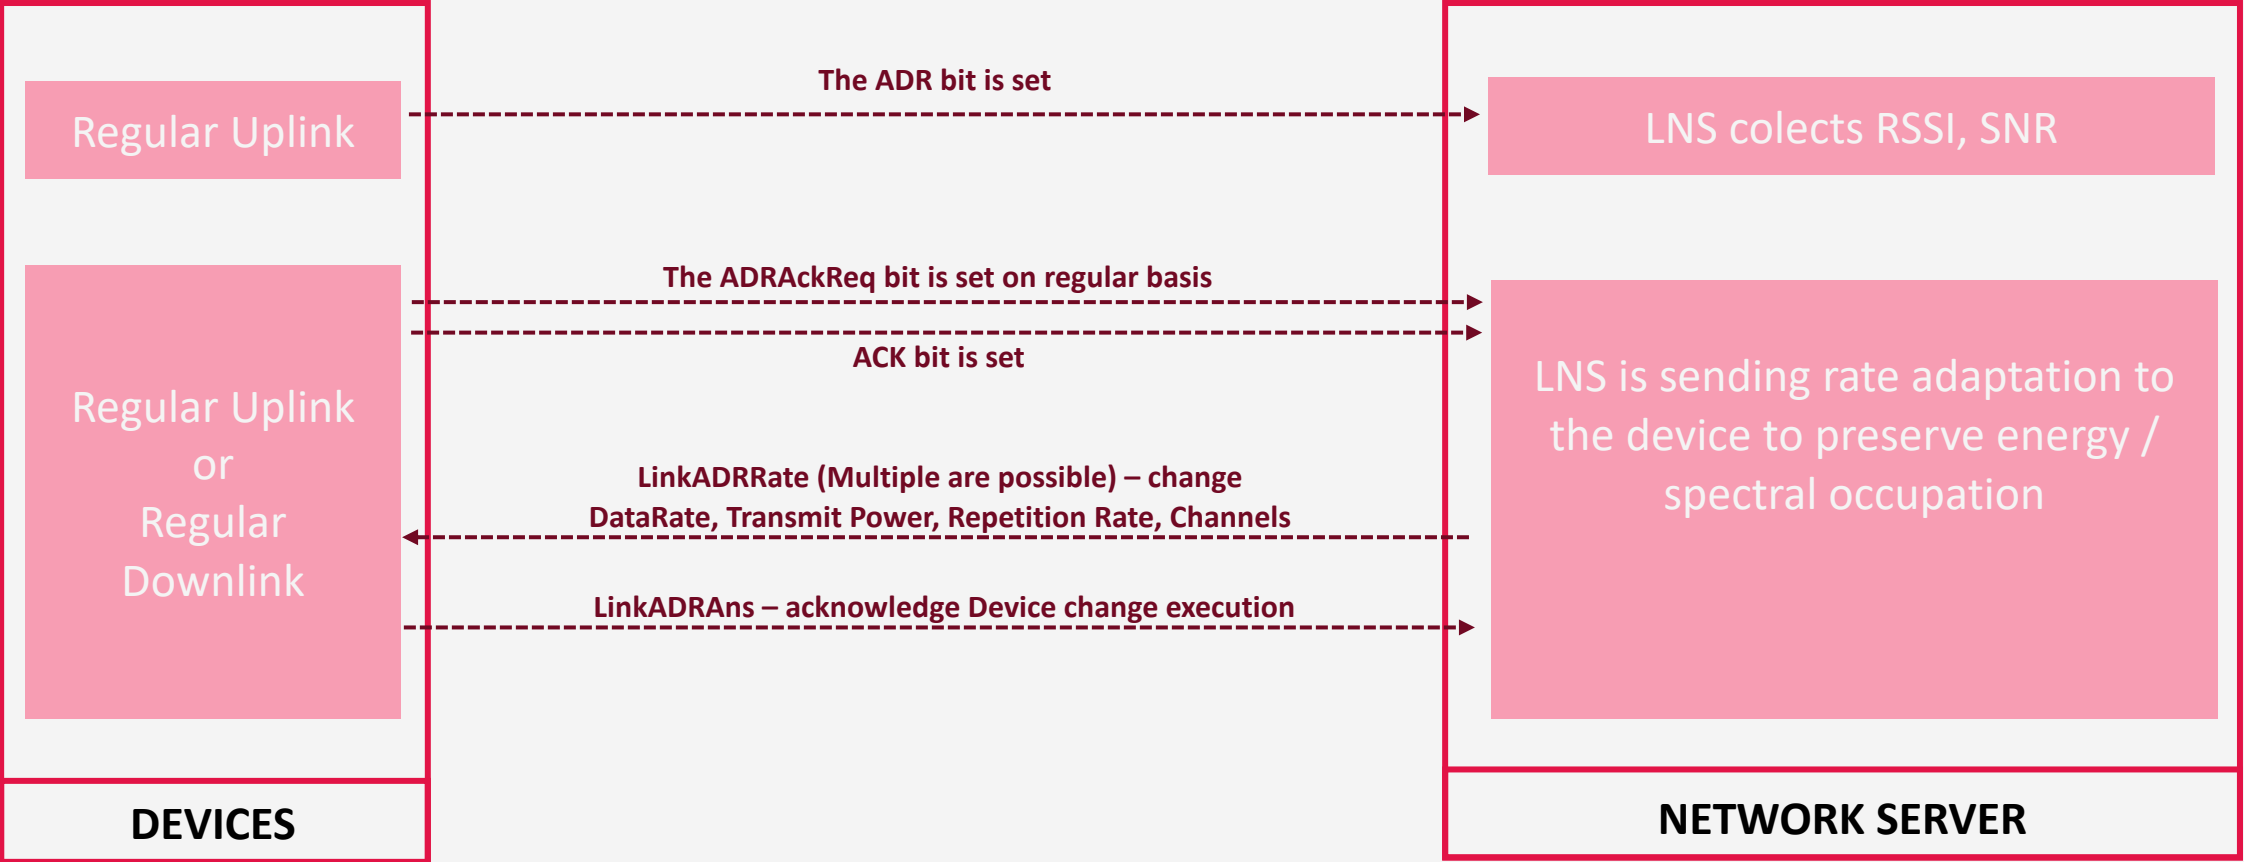 The ADR bit is set
Regular Uplink
LNS colects RSSI, SNR
The ADRAckReq bit is set on regular basis
ACK bit is set
Regular Uplink
or
Regular
Downlink
LNS is sending rate adaptation to
the device to preserve energy /
spectral occupation
LinkADRRate (Multiple are possible) – change
DataRate, Transmit Power, Repetition Rate, Channels
LinkADRAns – acknowledge Device change execution
DEVICES
NETWORK SERVER